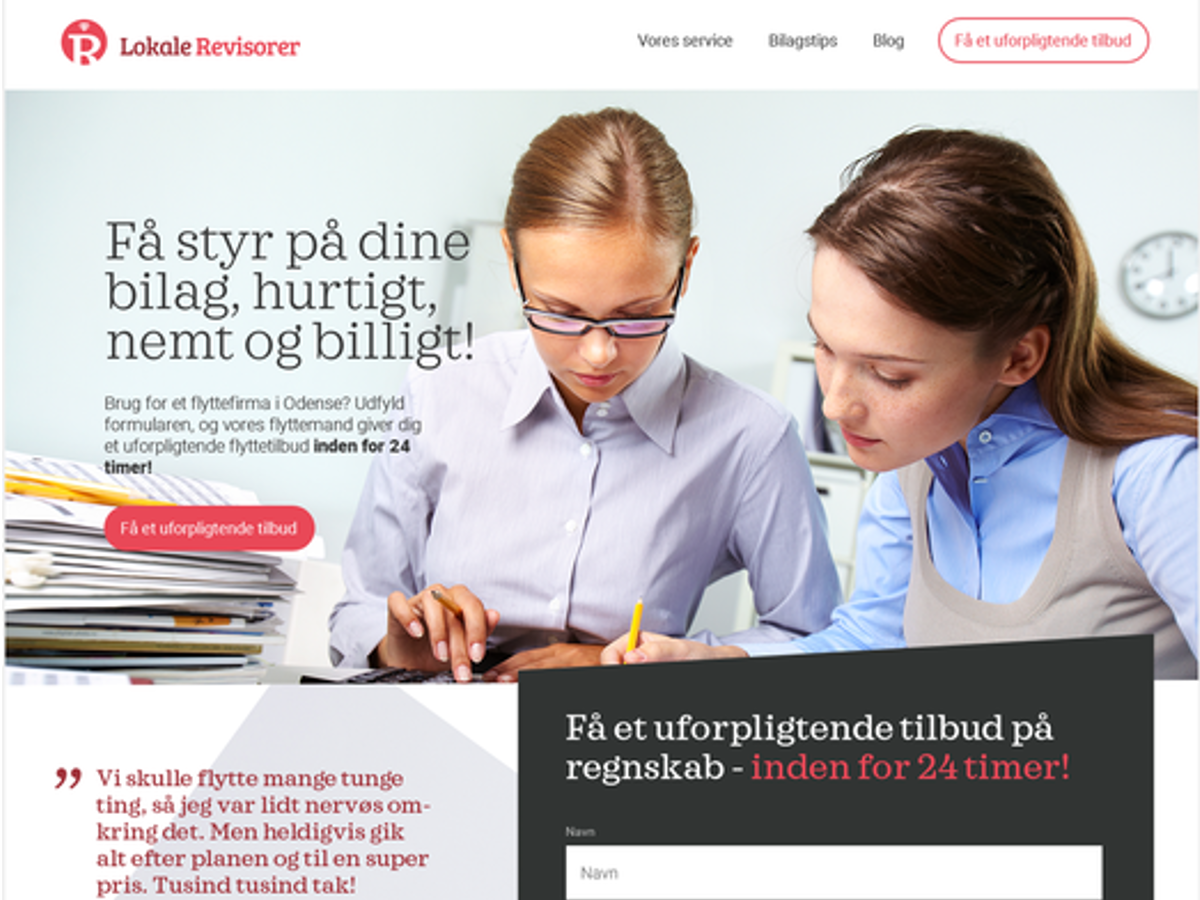 Lokale Revisorer
Vores service
Bilagstips
Blog
Få et uforpligtende tilbud
Få styr på dine
bilag, hurtigt,
nemt og billigt!
Brug for et flyttefirma i Odense? Udfyld
formularen, og vores flyttemand giver dig
et uforpligtende flyttetilbud inden for 24
timer!
Få et uforpligtende tilbud
” Vi skulle flytte mange tunge
ting, så jeg var lidt nervøs om-
kring det. Men heldigvis gik
alt efter planen og til en super
pris. Tusind tusind tak!
Få et uforpligtende tilbud på
regnskab - inden for 24 timer!
Navn
Navn